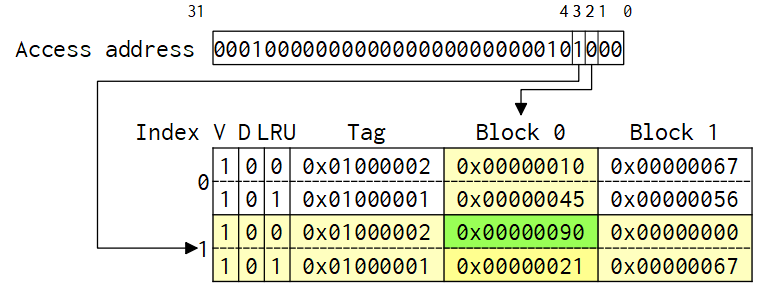 31 4 3 2 1 0
Access address 00010000000000000000000000101000
Index V D LRU Tag Block 0 Block 1
0 1 0 0 0x01000002 0x00000010 0x00000067
1 0 1 0x01000001 0x00000045 0x00000056
1 1 0 0 0x01000002 0x00000090 0x00000000
1 0 1 0x01000001 0x00000021 0x00000067